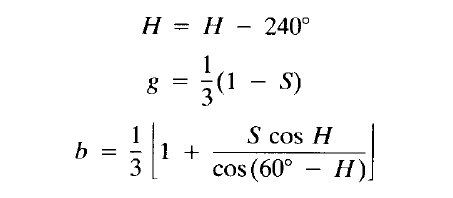 H = H − 240°
g = 1/3 (1 − S)
b = 1/3 [1 + S cos H / cos(60° − H)]